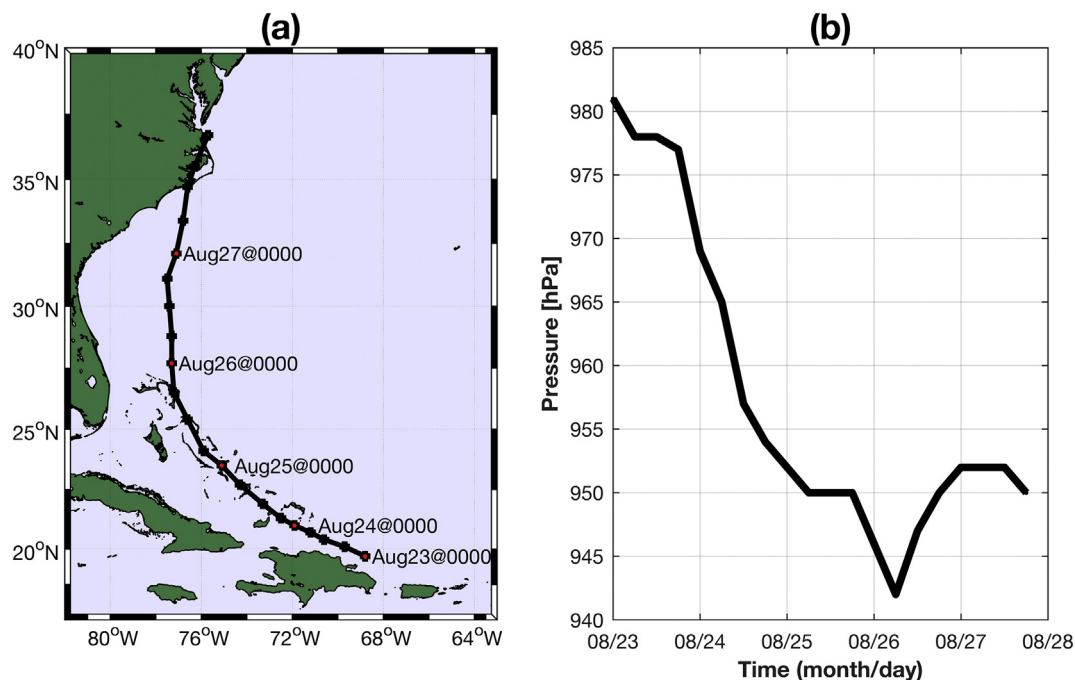 (a)
40°N
35°N
30°N
25°N
20°N
80°W
76°W
72°W
68°W
64°W
Aug27@0000
Aug26@0000
Aug25@0000
Aug24@0000
Aug23@0000
(b)
985
980
975
970
965
960
955
950
945
940
Pressure [hPa]
08/23
08/24
08/25
08/26
08/27
08/28
Time (month/day)